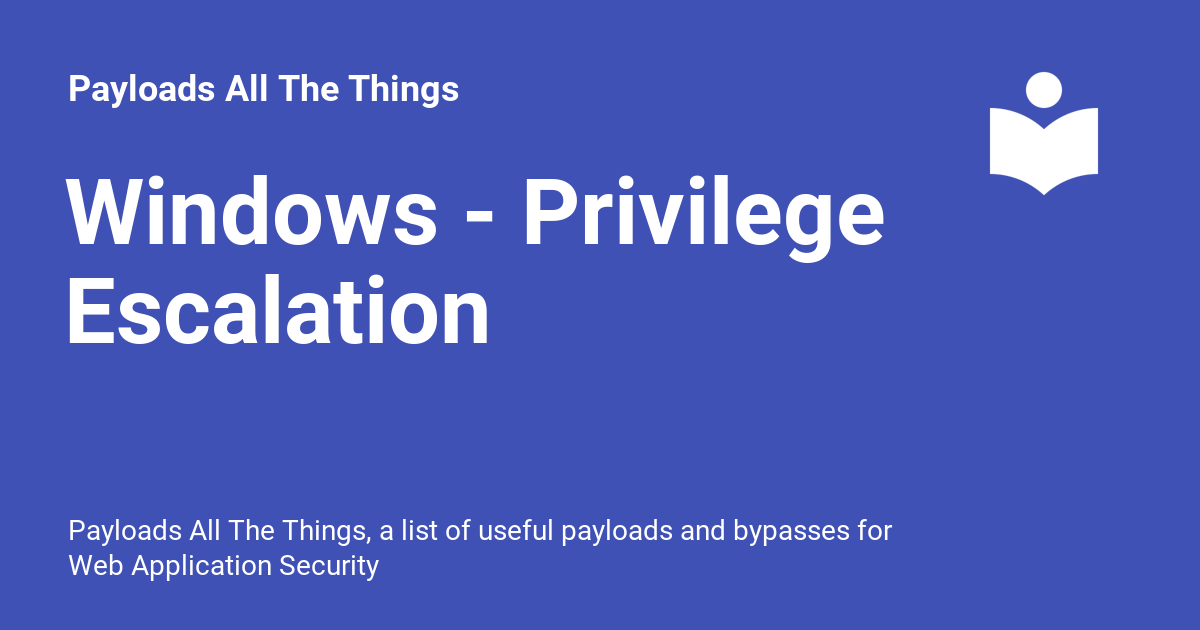 Payloads All The Things
Windows - Privilege
Escalation
Payloads All The Things, a list of useful payloads and bypasses for
Web Application Security